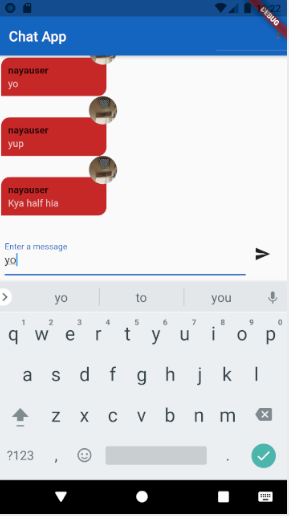 DEBUG
Chat App
nayauser
yo
nayauser
yup
nayauser
Kya half hia
Enter a message
yo
yo to you
1 2 3 4 5 6 7 8 9 0
q w e r t y u i o p
a s d f g h j k l
z x c v b n m
?123 , .